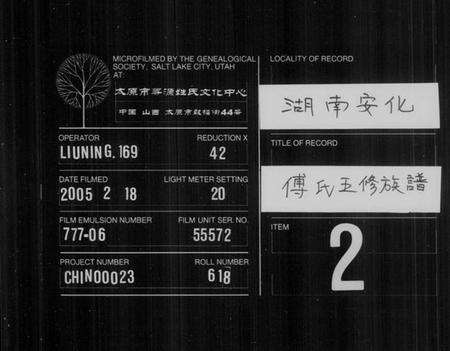 MICROFILMED BY THE GENEALOGICAL
SOCIETY, SALT LAKE CITY, UTAH
AT:
太原市尋源姓氏文化中心
中国 山西 太原市鼓楼街44号
OPERATOR
REDUCTION X
LIUNING.169
42
DATE FILMED
LIGHT METER SETTING
2005 2 18
20
FILM EMULSION NUMBER
FILM UNIT SER. NO.
777-06
55572
PROJECT NUMBER
ROLL NUMBER
CHIN00023
618
LOCALITY OF RECORD
湖南安化
TITLE OF RECORD
傅氏五修族譜
ITEM
2